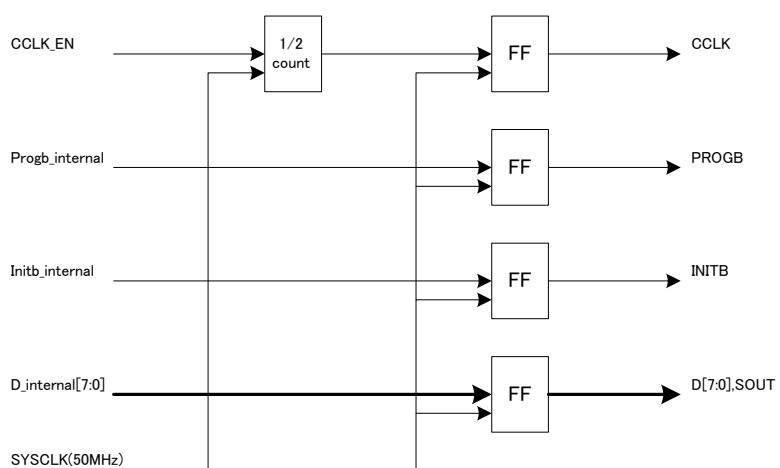 CCLK_EN
1/2
count
FF
CCLK
Progb_internal
FF
PROGB
Initb_internal
FF
INITB
D_internal[7:0]
FF
D[7:0],SOUT
SYSCLK(50MHz)